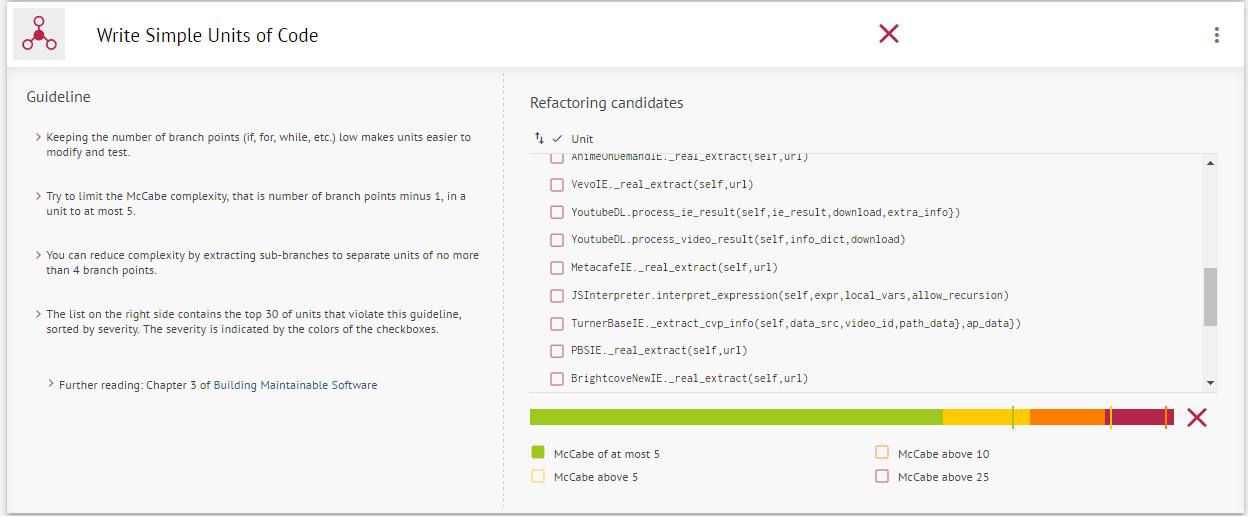 Write Simple Units of Code
Guideline
Keeping the number of branch points (if, for, while, etc.) low makes units easier to
modify and test.
Try to limit the McCabe complexity, that is number of branch points minus 1, in a
unit to at most 5.
You can reduce complexity by extracting sub-branches to separate units of no more
than 4 branch points.
The list on the right side contains the top 30 of units that violate this guideline,
sorted by severity. The severity is indicated by the colors of the checkboxes.
Further reading: Chapter 3 of Building Maintainable Software
Refactoring candidates
Unit
AnimeOnDemandIE._real_extract(self,url)
VevoIE._real_extract(self,url)
YoutubeDL.process_ie_result(self,ie_result,download,extra_info})
YoutubeDL.process_video_result(self,info_dict,download)
MetacafeIE._real_extract(self,url)
JSInterpreter.interpret_expression(self,expr,local_vars,allow_recursion)
TurnerBaseIE._extract_cvp_info(self,data_src,video_id,path_data},ap_data})
PBSIE._real_extract(self,url)
BrightcoveNewIE._real_extract(self,url)
McCabe of at most 5
McCabe above 5
McCabe above 10
McCabe above 25